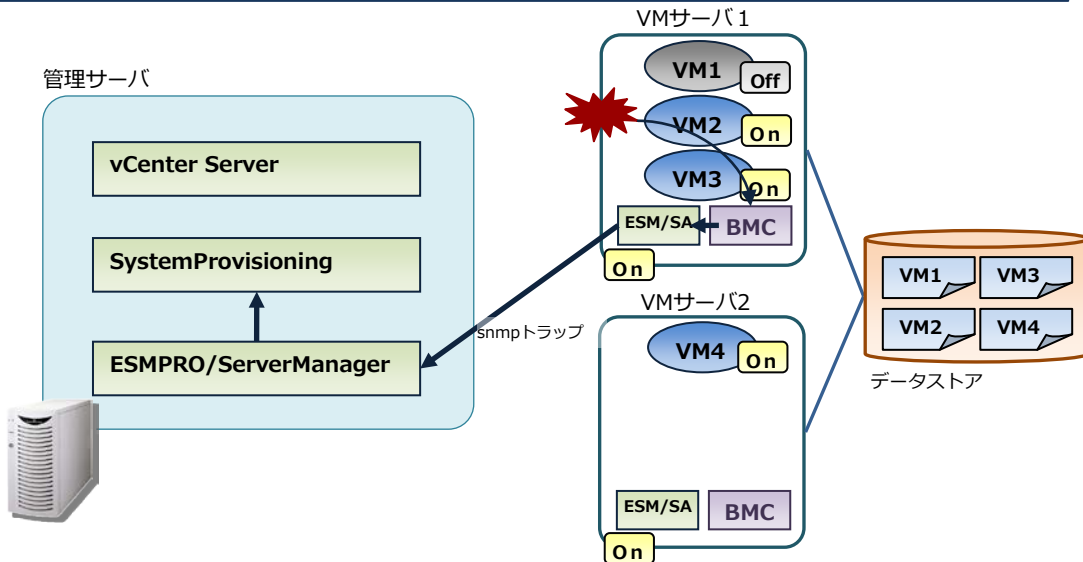 VMサーバ１
管理サーバ
VM1
Off
VM2
On
vCenter Server
VM3
On
ESM/SA
BMC
On
SystemProvisioning
VM1
VM3
VMサーバ2
snmpトラップ
VM2
VM4
ESMPRO/ServerManager
VM4
On
データストア
ESM/SA
BMC
On